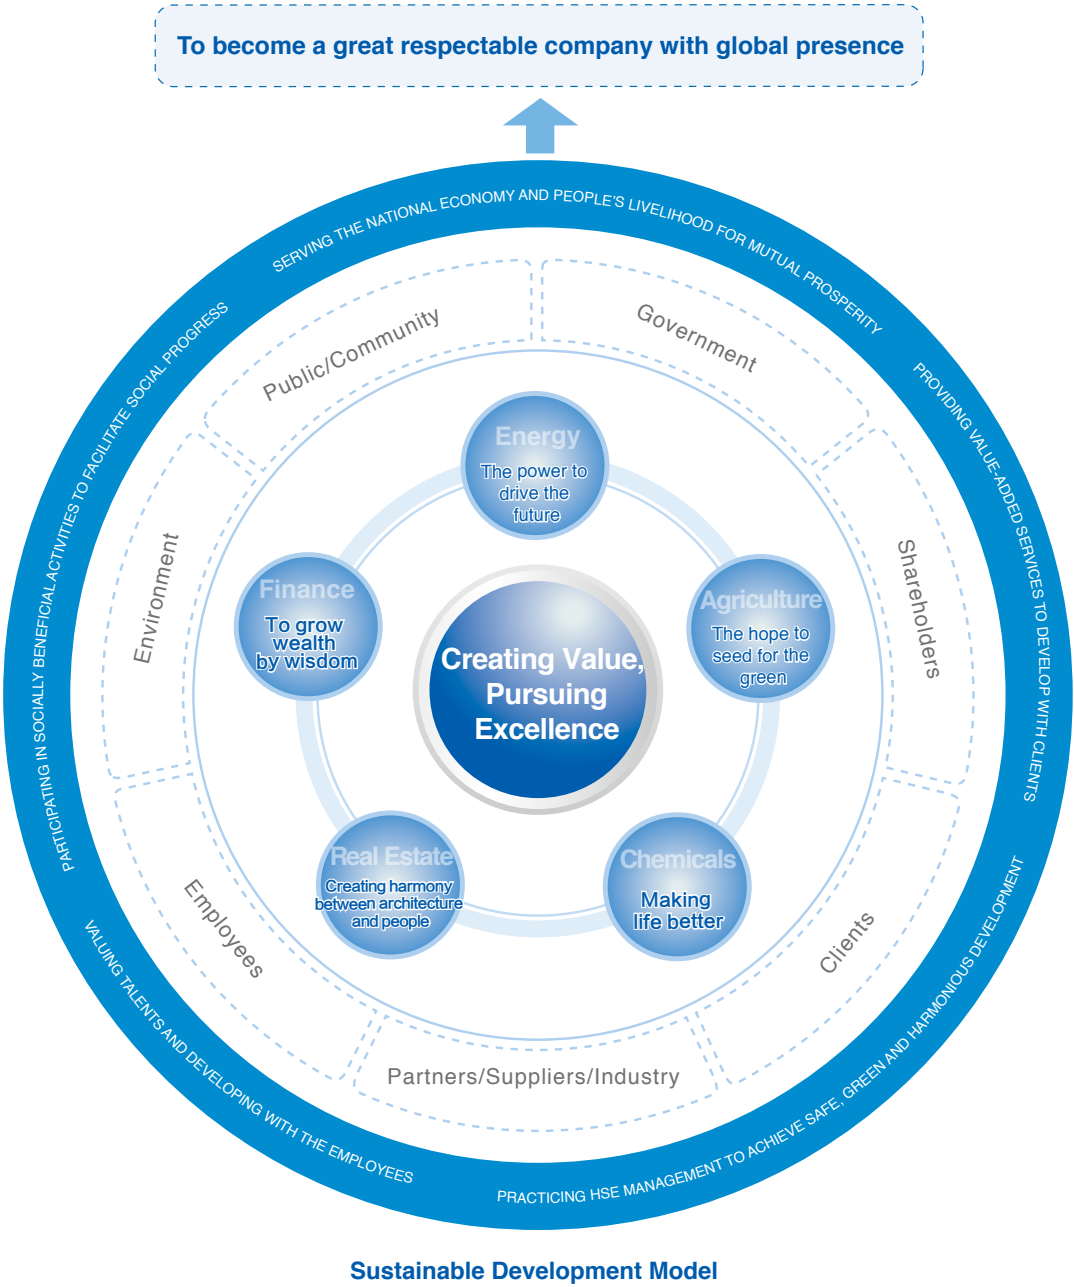 To become a great respectable company with global presence
SERVING THE NATIONAL ECONOMY AND PEOPLE'S LIVELIHOOD FOR MUTUAL PROSPERITY
PROVIDING VALUE-ADDED SERVICES TO DEVELOP WITH CLIENTS
PRACTICING HSE MANAGEMENT TO ACHIEVE SAFE, GREEN AND HARMONIOUS DEVELOPMENT
VALUING TALENTS AND DEVELOPING WITH THE EMPLOYEES
PARTICIPATING IN SOCIALLY BENEFICIAL ACTIVITIES TO FACILITATE SOCIAL PROGRESS
Public/Community
Government
Shareholders
Clients
Partners/Suppliers/Industry
Employees
Environment
Energy
The power to
drive the
future
Agriculture
The hope to
seed for the
green
Chemicals
Making
life better
Real Estate
Creating harmony
between architecture
and people
Finance
To grow
wealth
by wisdom
Creating Value,
Pursuing
Excellence
Sustainable Development Model